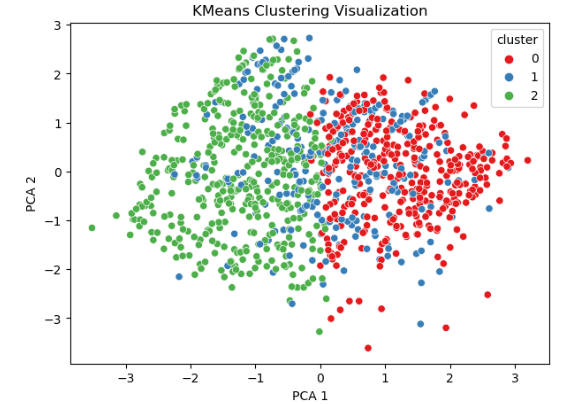 KMeans Clustering Visualization
cluster
0
1
2
3
2
1
0
−1
−2
−3
PCA 2
−3 −2 −1 0 1 2 3
PCA 1